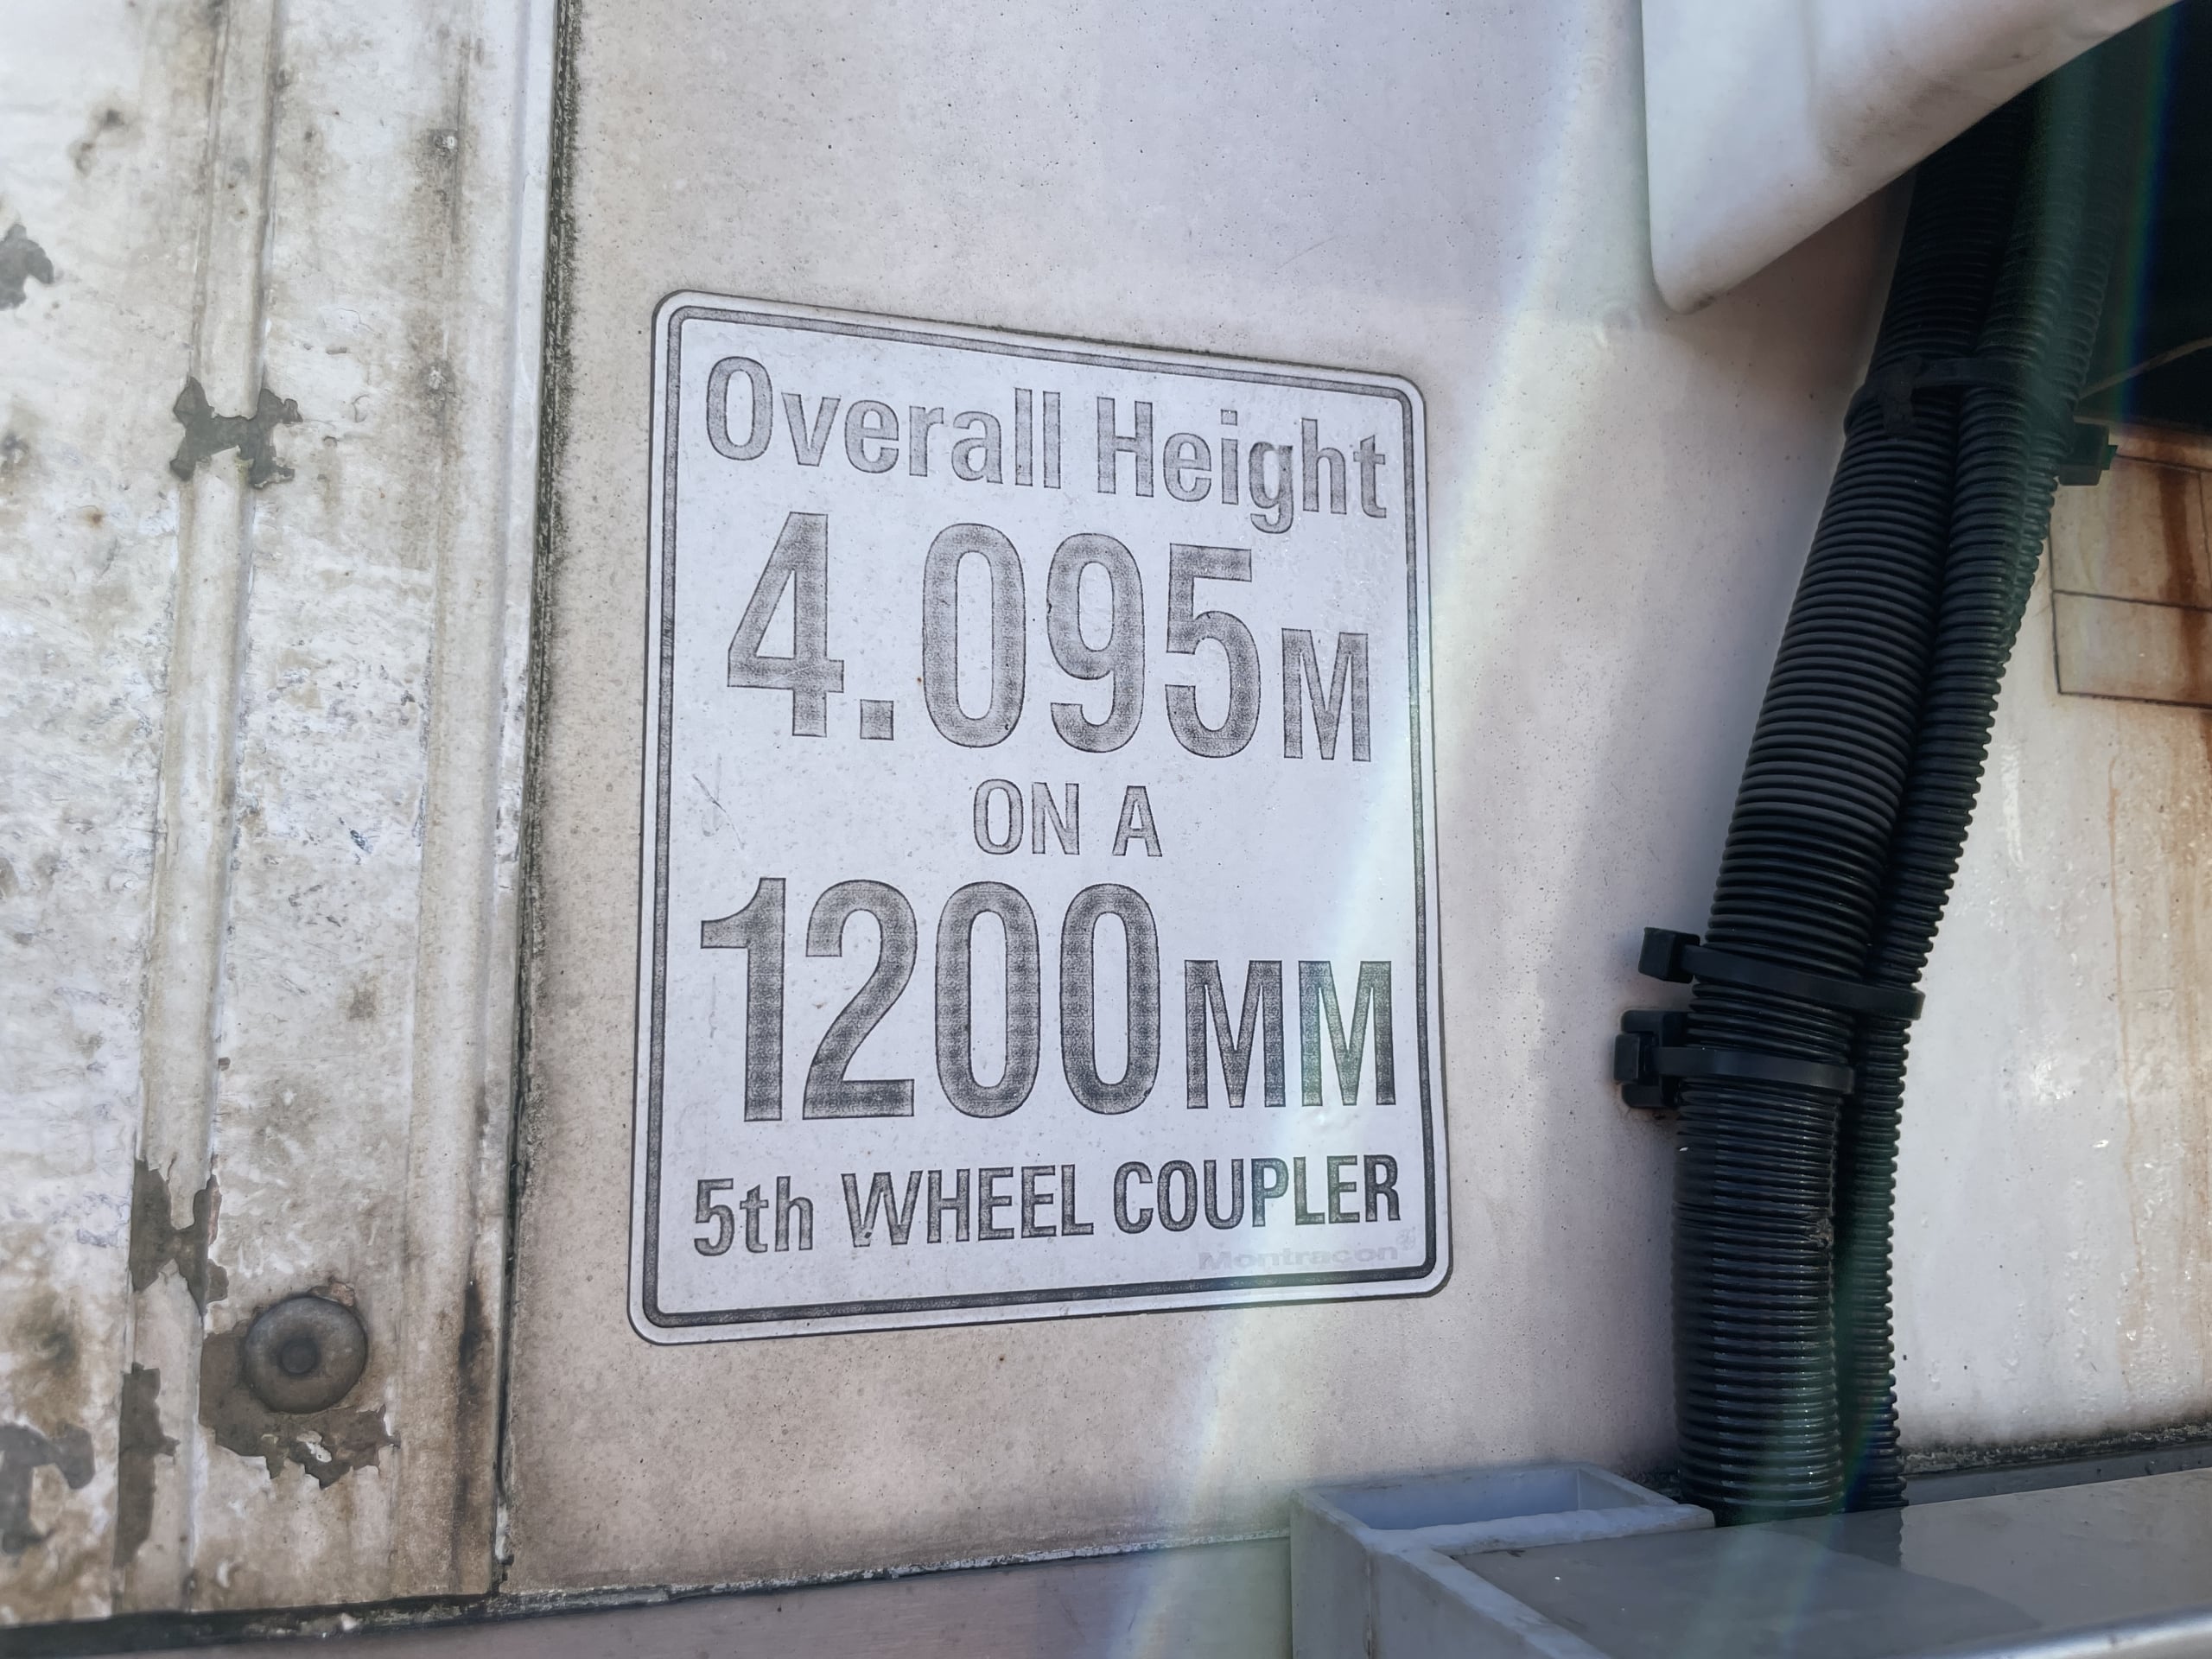 Overall Height
4.095M
ON A
1200MM
5th WHEEL COUPLER
Montracon